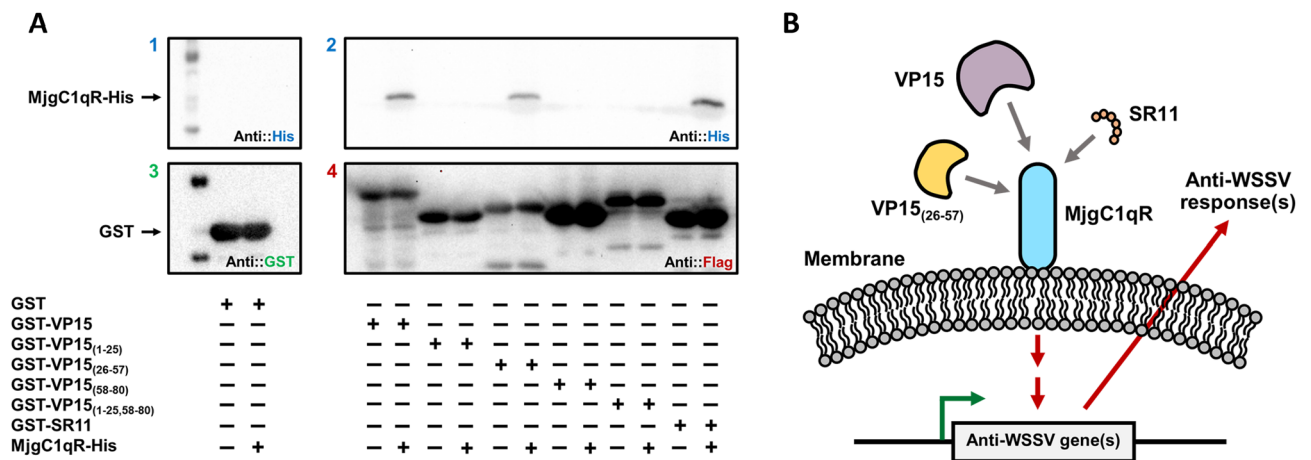 A
1
2
MjgC1qR-His
Anti::His
Anti::His
3
4
GST
Anti::GST
Anti::Flag
GST + + − − − − − − − − − − − −
GST-VP15 − − + + − − − − − − − − − −
GST-VP15(1-25) − − − − + + − − − − − − − −
GST-VP15(26-57) − − − − − − + + − − − − − −
GST-VP15(58-80) − − − − − − − − + + − − − −
GST-VP15(1-25,58-80) − − − − − − − − − − + + − −
GST-SR11 − − − − − − − − − − − − + +
MjgC1qR-His − + − + − + − + − + − + − +
B
VP15
SR11
VP15(26-57)
MjgC1qR
Anti-WSSV
response(s)
Membrane
Anti-WSSV gene(s)